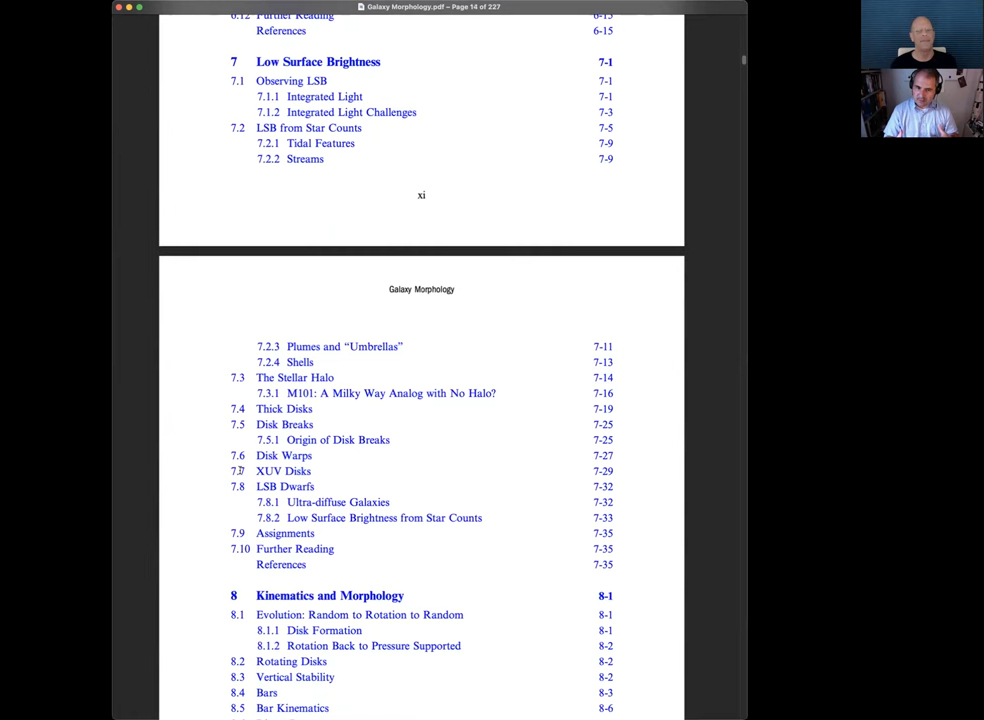 Galaxy Morphology.pdf – Page 14 of 227
6.12 Further Reading 6-15
References 6-15
7 Low Surface Brightness 7-1
7.1 Observing LSB 7-1
7.1.1 Integrated Light 7-1
7.1.2 Integrated Light Challenges 7-3
7.2 LSB from Star Counts 7-5
7.2.1 Tidal Features 7-9
7.2.2 Streams 7-9
xi
Galaxy Morphology
7.2.3 Plumes and “Umbrellas” 7-11
7.2.4 Shells 7-13
7.3 The Stellar Halo 7-14
7.3.1 M101: A Milky Way Analog with No Halo? 7-16
7.4 Thick Disks 7-19
7.5 Disk Breaks 7-25
7.5.1 Origin of Disk Breaks 7-25
7.6 Disk Warps 7-27
7.7 XUV Disks 7-29
7.8 LSB Dwarfs 7-32
7.8.1 Ultra-diffuse Galaxies 7-32
7.8.2 Low Surface Brightness from Star Counts 7-33
7.9 Assignments 7-35
7.10 Further Reading 7-35
References 7-35
8 Kinematics and Morphology 8-1
8.1 Evolution: Random to Rotation to Random 8-1
8.1.1 Disk Formation 8-1
8.1.2 Rotation Back to Pressure Supported 8-2
8.2 Rotating Disks 8-2
8.3 Vertical Stability 8-2
8.4 Bars 8-3
8.5 Bar Kinematics 8-6